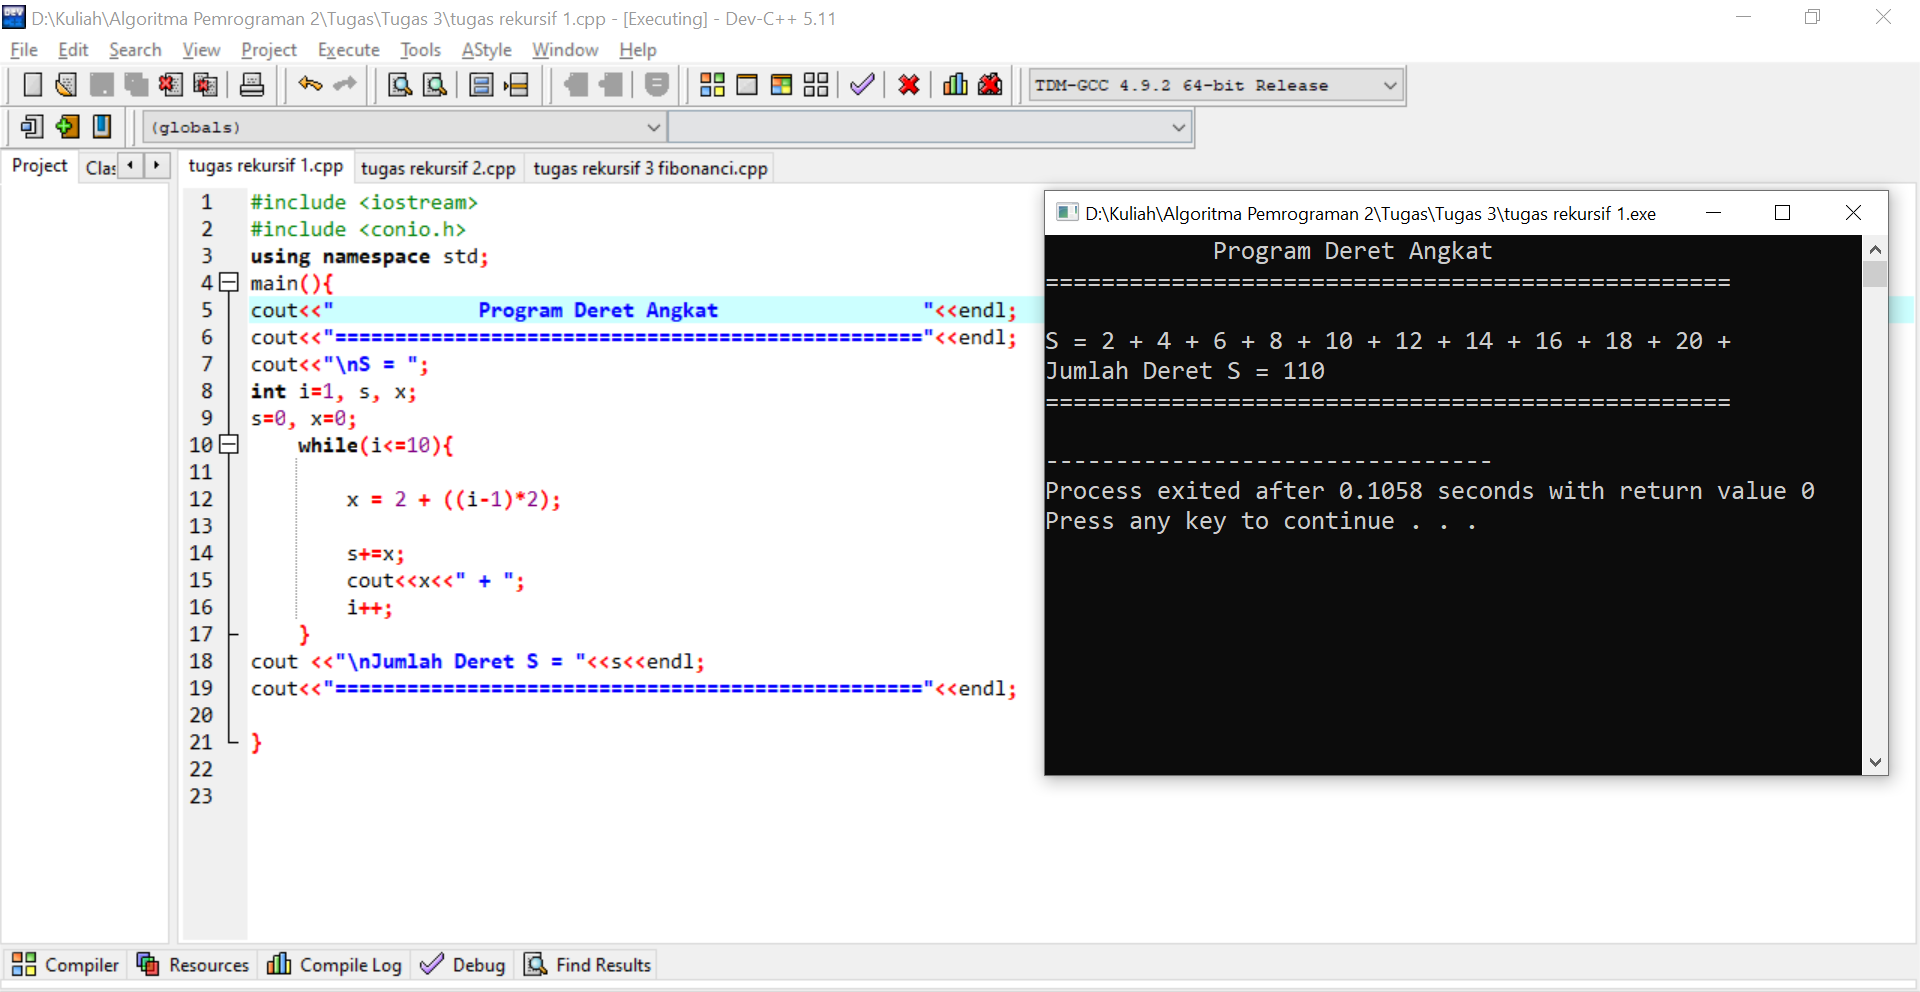 D:\Kuliah\Algoritma Pemrograman 2\Tugas\Tugas 3\tugas rekursif 1.cpp - [Executing] - Dev-C++ 5.11
File Edit Search View Project Execute Tools AStyle Window Help
TDM-GCC 4.9.2 64-bit Release
(globals)
Project Clas tugas rekursif 1.cpp tugas rekursif 2.cpp tugas rekursif 3 fibonanci.cpp
1 #include <iostream>
2 #include <conio.h>
3 using namespace std;
4 main(){
5 cout<<"            Program Deret Angkat                 "<<endl;
6 cout<<"================================================="<<endl;
7 cout<<"\nS = ";
8 int i=1, s, x;
9 s=0, x=0;
10     while(i<=10){
11
12         x = 2 + ((i-1)*2);
13
14         s+=x;
15         cout<<x<<" + ";
16         i++;
17     }
18 cout <<"\nJumlah Deret S = "<<s<<endl;
19 cout<<"================================================="<<endl;
20
21 }
22
23
D:\Kuliah\Algoritma Pemrograman 2\Tugas\Tugas 3\tugas rekursif 1.exe
            Program Deret Angkat
=================================================
S = 2 + 4 + 6 + 8 + 10 + 12 + 14 + 16 + 18 + 20 +
Jumlah Deret S = 110
=================================================
--------------------------------
Process exited after 0.1058 seconds with return value 0
Press any key to continue . . .
Compiler Resources Compile Log Debug Find Results